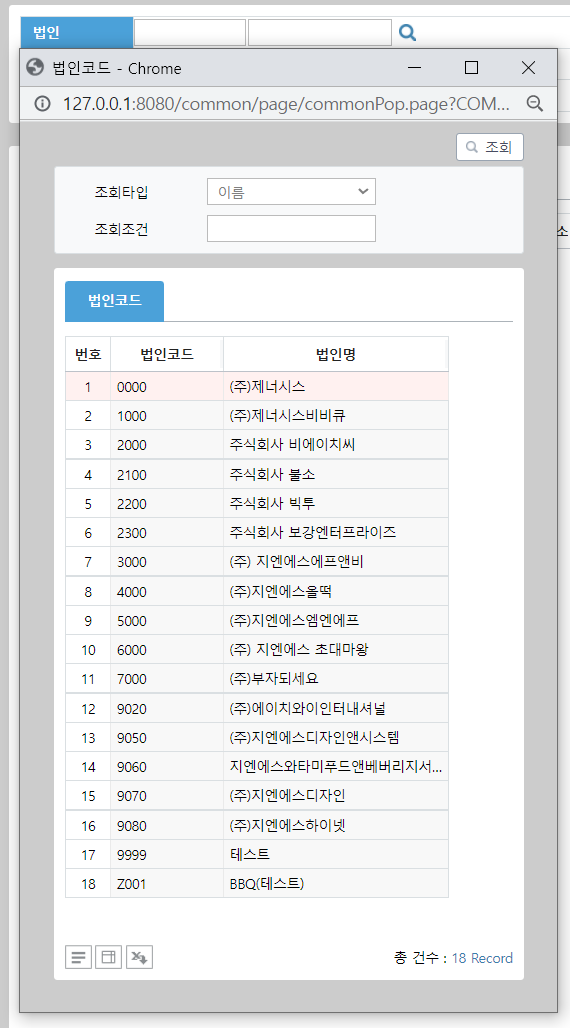 법인
법인코드 - Chrome
127.0.0.1:8080/common/page/commonPop.page?COM...
조회
조회타입 이름
조회조건
소
법인코드
번호 법인코드 법인명
1 0000 (주)제너시스
2 1000 (주)제너시스비비큐
3 2000 주식회사 비에이치씨
4 2100 주식회사 불소
5 2200 주식회사 빅투
6 2300 주식회사 보강엔터프라이즈
7 3000 (주) 지엔에스에프앤비
8 4000 (주)지엔에스올떡
9 5000 (주)지엔에스엠엔에프
10 6000 (주) 지엔에스 초대마왕
11 7000 (주)부자되세요
12 9020 (주)에이치와이인터내셔널
13 9050 (주)지엔에스디자인앤시스템
14 9060 지엔에스와타미푸드앤베버리지서...
15 9070 (주)지엔에스디자인
16 9080 (주)지엔에스하이넷
17 9999 테스트
18 Z001 BBQ(테스트)
총 건수 : 18 Record